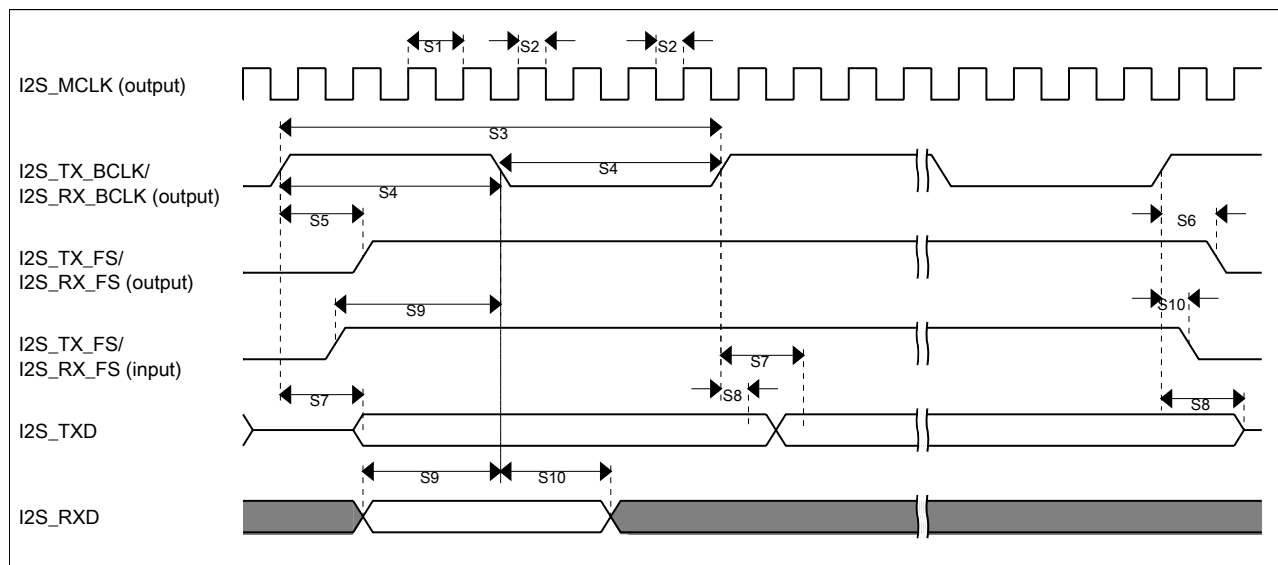 S1
S2
S2
I2S_MCLK (output)
S3
I2S_TX_BCLK/
I2S_RX_BCLK (output)
S4
S4
S5
S6
I2S_TX_FS/
I2S_RX_FS (output)
S9
S10
I2S_TX_FS/
I2S_RX_FS (input)
S7
S7
S8
S8
I2S_TXD
S9
S10
I2S_RXD